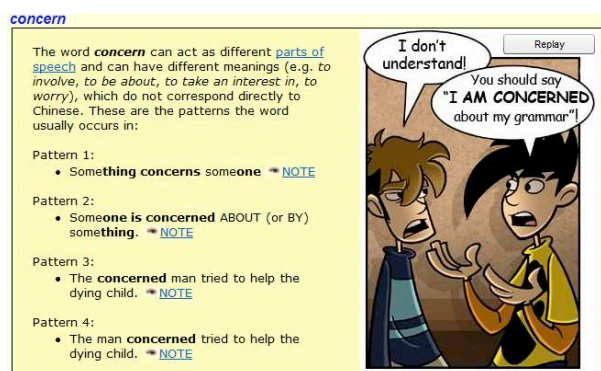 concern
The word concern can act as different parts of
speech and can have different meanings (e.g. to
involve, to be about, to take an interest in, to
worry), which do not correspond directly to
Chinese. These are the patterns the word
usually occurs in:
Pattern 1:
• Something concerns someone NOTE
Pattern 2:
• Someone is concerned ABOUT (or BY)
something. NOTE
Pattern 3:
• The concerned man tried to help the
dying child. NOTE
Pattern 4:
• The man concerned tried to help the
dying child. NOTE
Replay
I don't
understand!
You should say
"I AM CONCERNED
about my grammar"!